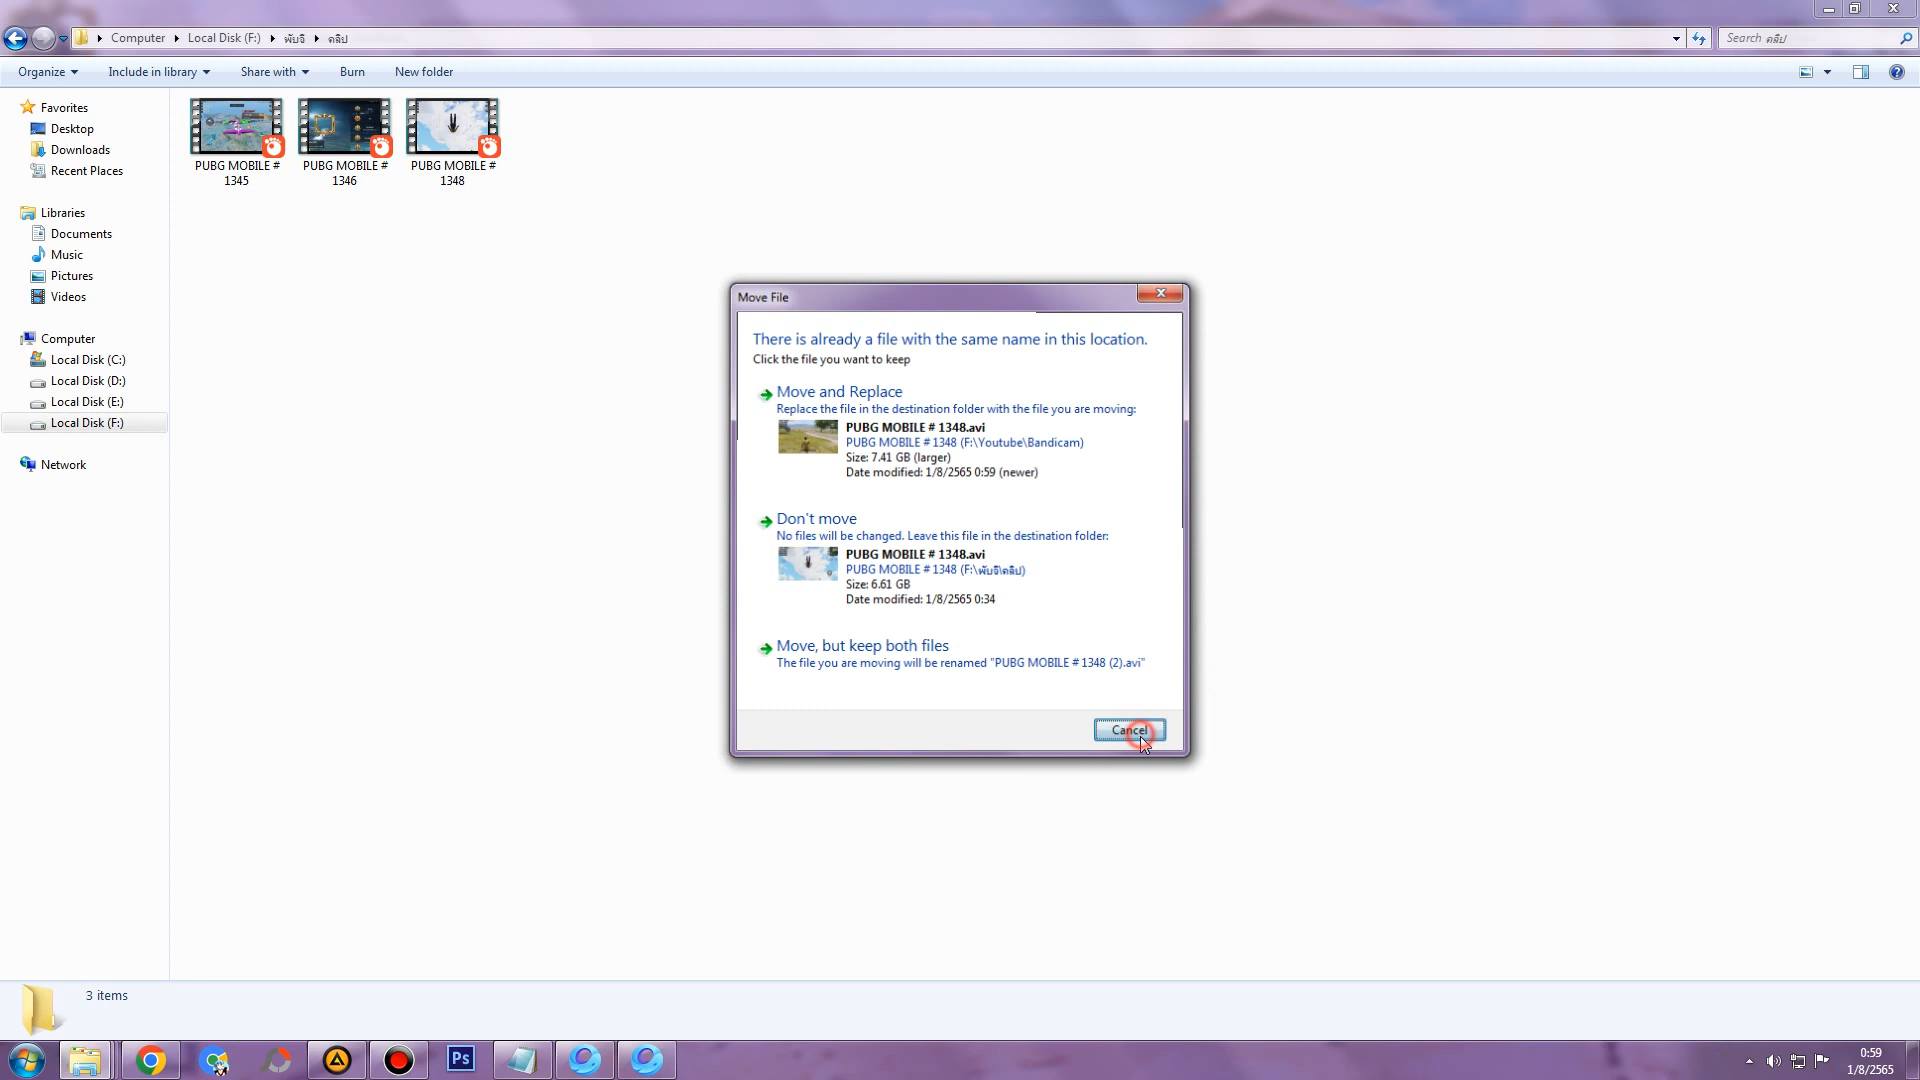 Computer
Local Disk (F:)
พับจี
คลิป
Search คลิป
Organize
Include in library
Share with
Burn
New folder
Favorites
Desktop
Downloads
Recent Places
Libraries
Documents
Music
Pictures
Videos
Computer
Local Disk (C:)
Local Disk (D:)
Local Disk (E:)
Local Disk (F:)
Network
PUBG MOBILE #
1345
PUBG MOBILE #
1346
PUBG MOBILE #
1348
Move File
There is already a file with the same name in this location.
Click the file you want to keep
Move and Replace
Replace the file in the destination folder with the file you are moving:
PUBG MOBILE # 1348.avi
PUBG MOBILE # 1348 (F:\Youtube\Bandicam)
Size: 7.41 GB (larger)
Date modified: 1/8/2565 0:59 (newer)
Don't move
No files will be changed. Leave this file in the destination folder:
PUBG MOBILE # 1348.avi
PUBG MOBILE # 1348 (F:\พับจี\คลิป)
Size: 6.61 GB
Date modified: 1/8/2565 0:34
Move, but keep both files
The file you are moving will be renamed "PUBG MOBILE # 1348 (2).avi"
Cancel
3 items
Ps
0:59
1/8/2565